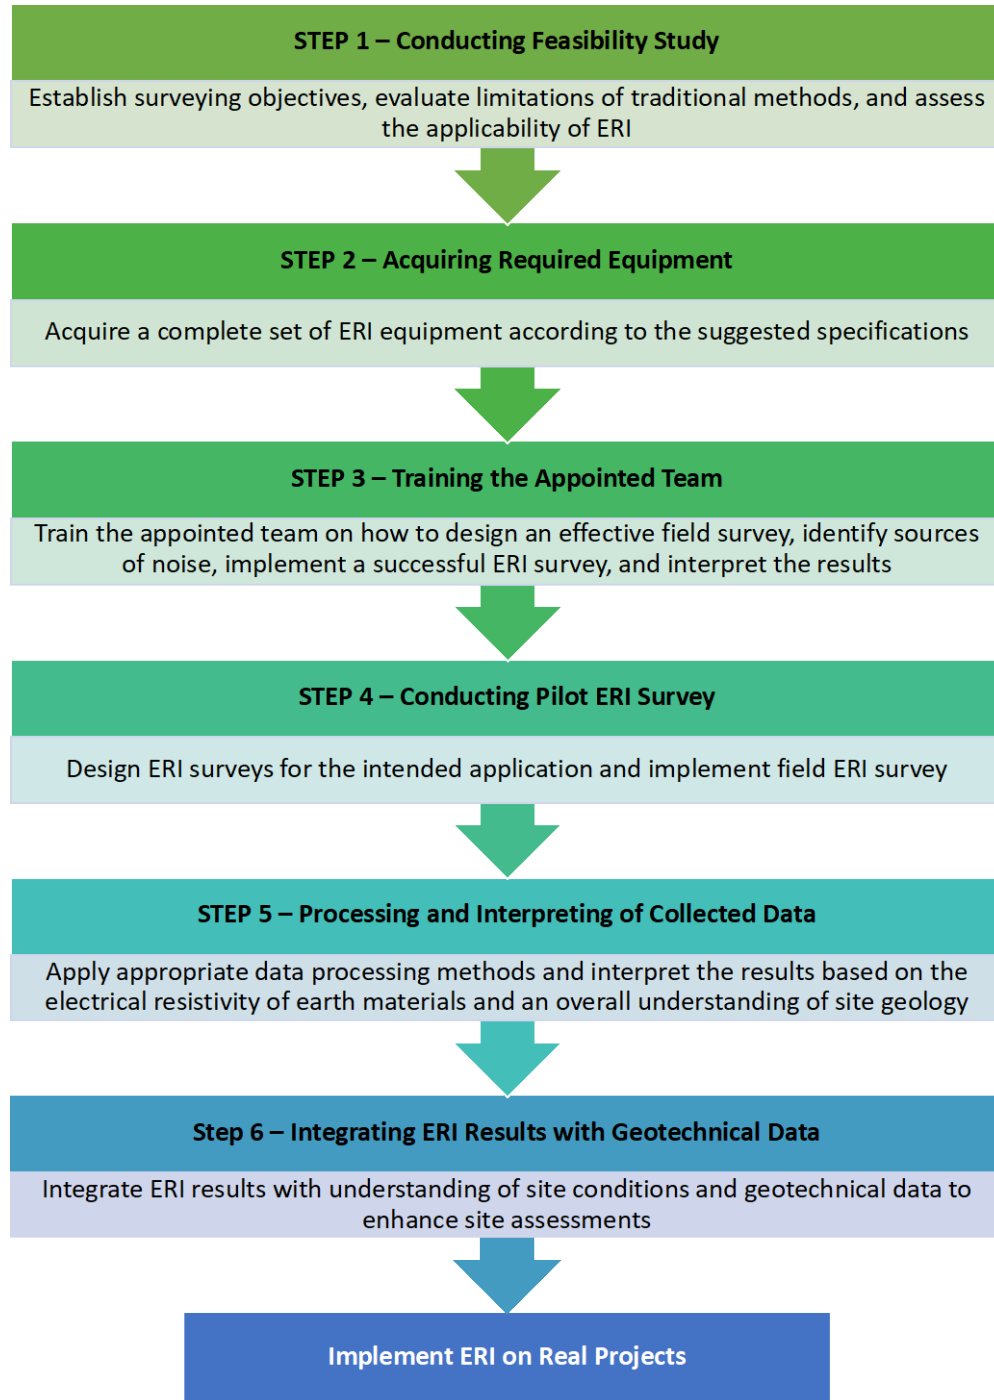 STEP 1 – Conducting Feasibility Study
Establish surveying objectives, evaluate limitations of traditional methods, and assess
the applicability of ERI
STEP 2 – Acquiring Required Equipment
Acquire a complete set of ERI equipment according to the suggested specifications
STEP 3 – Training the Appointed Team
Train the appointed team on how to design an effective field survey, identify sources
of noise, implement a successful ERI survey, and interpret the results
STEP 4 – Conducting Pilot ERI Survey
Design ERI surveys for the intended application and implement field ERI survey
STEP 5 – Processing and Interpreting of Collected Data
Apply appropriate data processing methods and interpret the results based on the
electrical resistivity of earth materials and an overall understanding of site geology
Step 6 – Integrating ERI Results with Geotechnical Data
Integrate ERI results with understanding of site conditions and geotechnical data to
enhance site assessments
Implement ERI on Real Projects